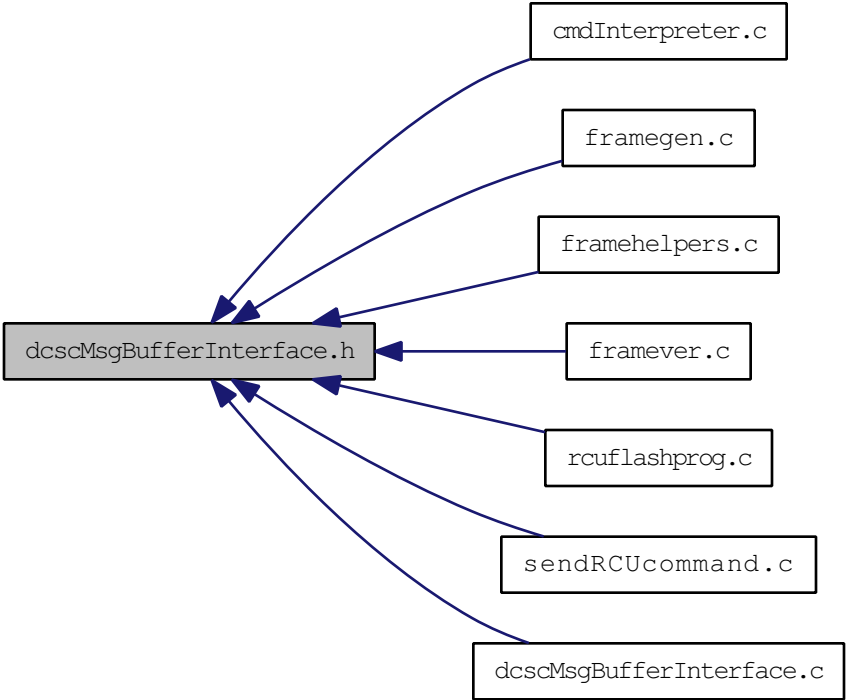 cmdInterpreter.c
framegen.c
framehelpers.c
dcscMsgBufferInterface.h
framever.c
rcuflashprog.c
sendRCUcommand.c
dcscMsgBufferInterface.c